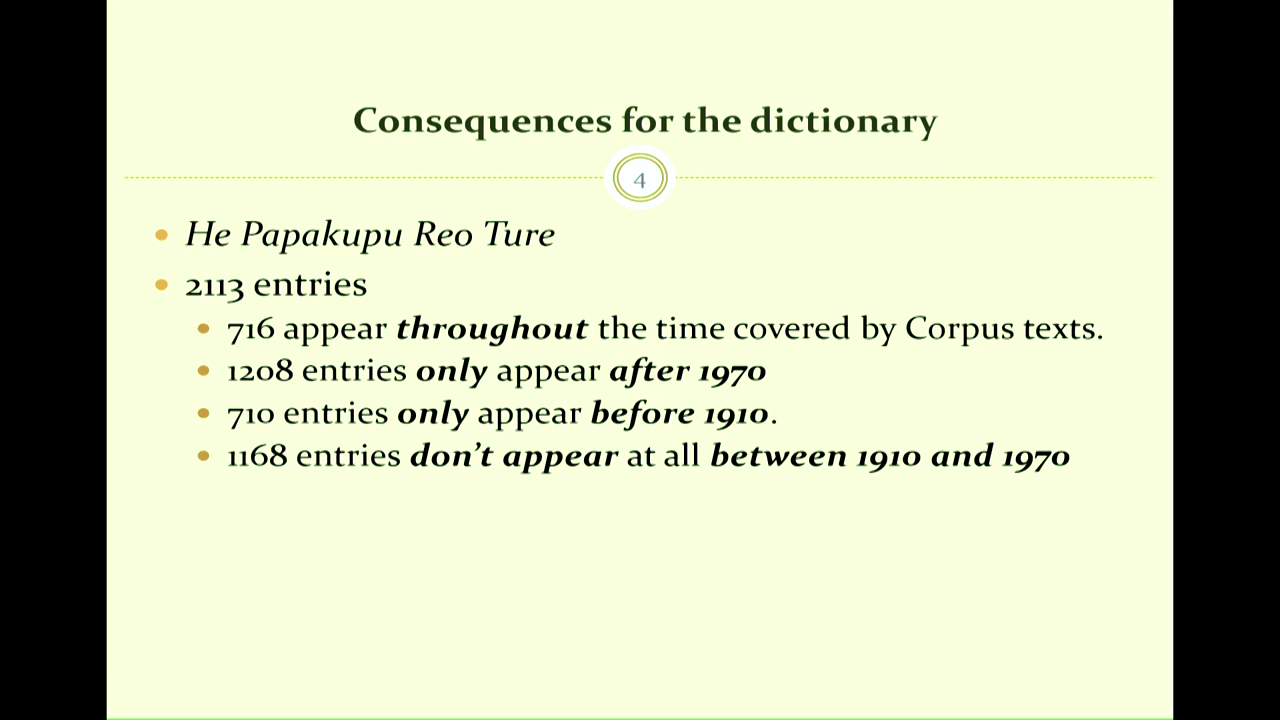 Consequences for the dictionary
4
He Papakupu Reo Ture
2113 entries
716 appear throughout the time covered by Corpus texts.
1208 entries only appear after 1970
710 entries only appear before 1910.
1168 entries don’t appear at all between 1910 and 1970